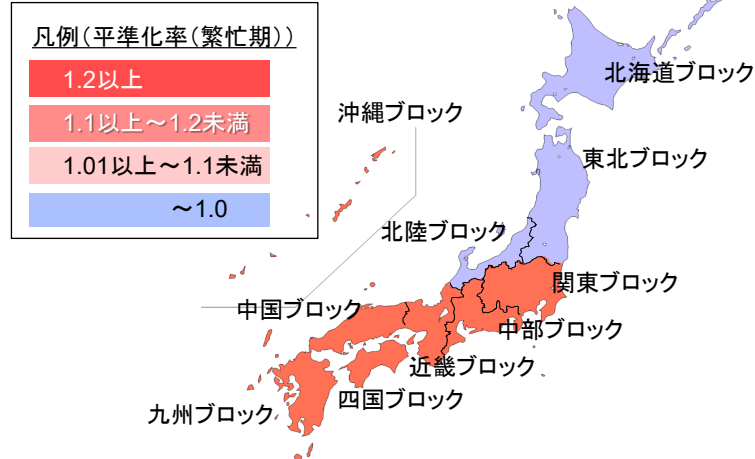 凡例(平準化率(繁忙期))
1.2以上
1.1以上～1.2未満
1.01以上～1.1未満
～1.0
北海道ブロック
沖縄ブロック
東北ブロック
北陸ブロック
関東ブロック
中国ブロック
中部ブロック
近畿ブロック
四国ブロック
九州ブロック